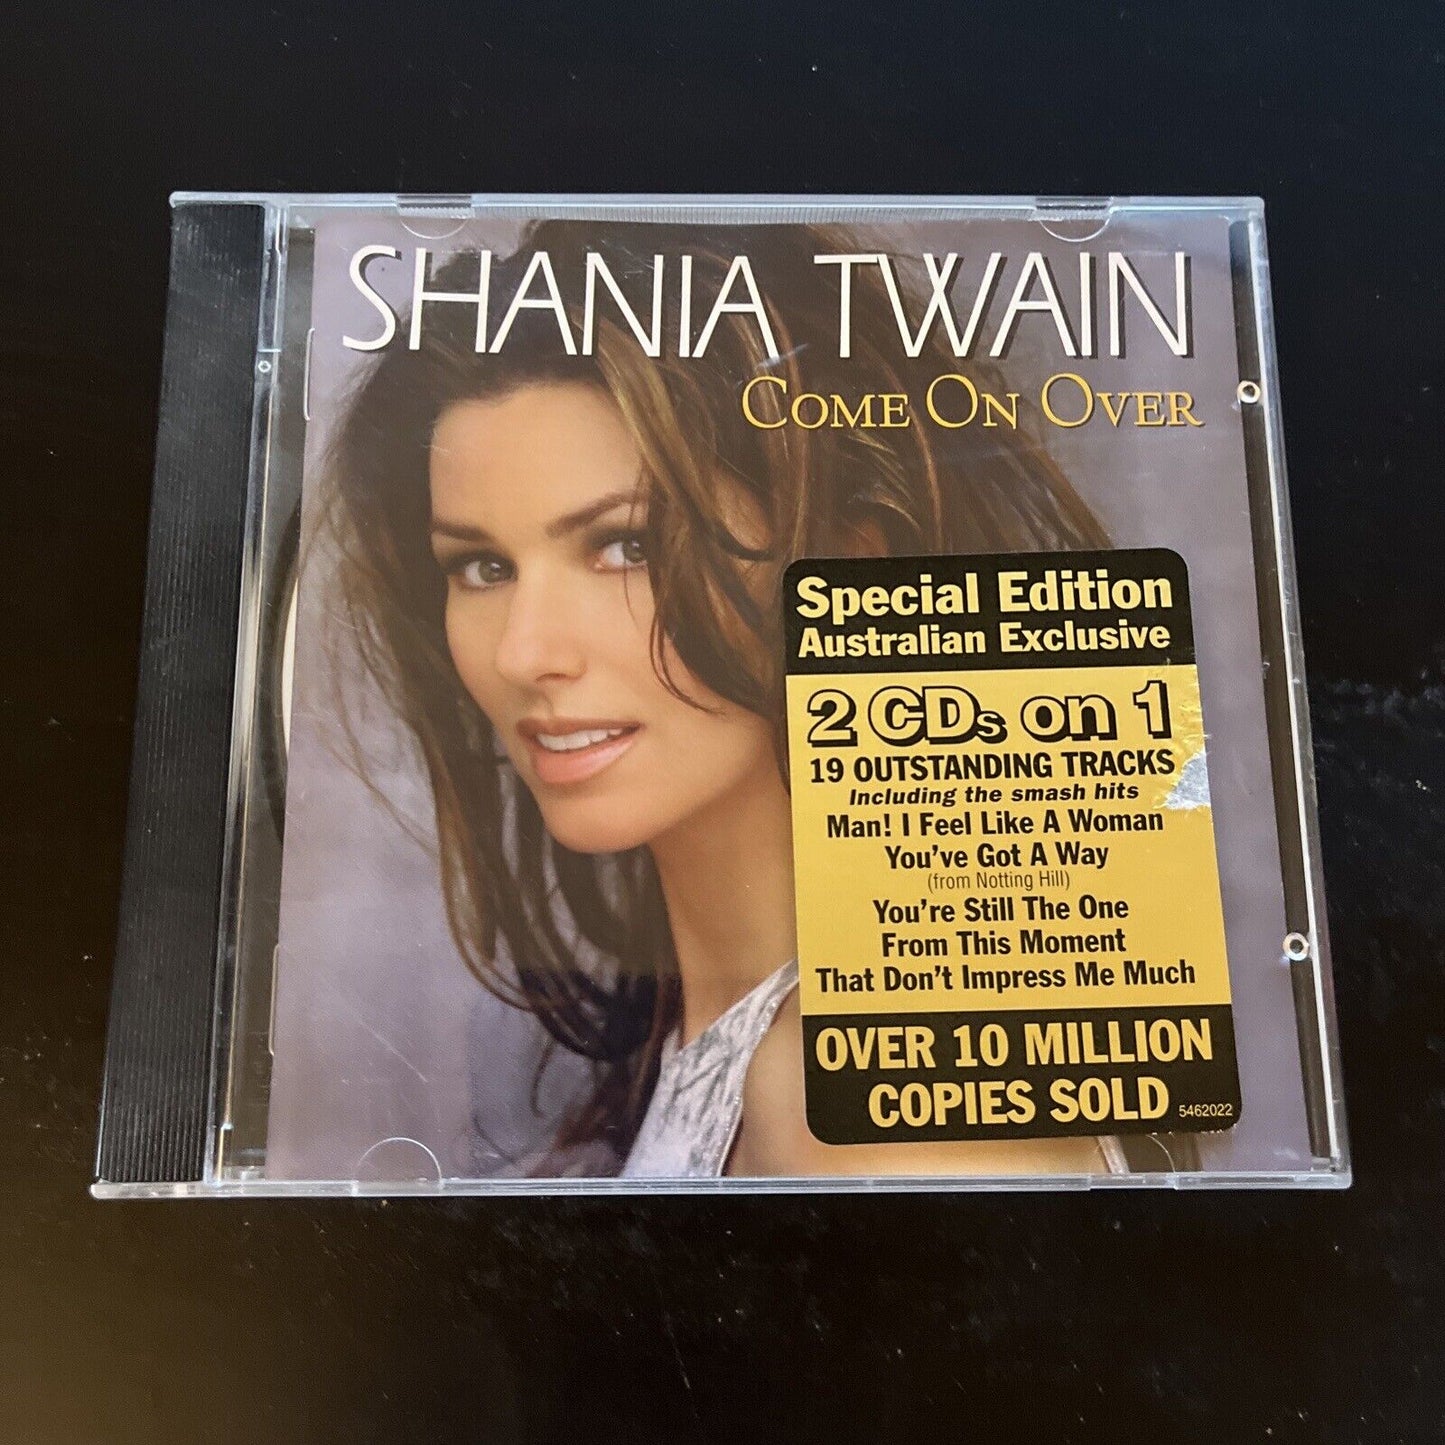 SHANIA TWAIN
COME ON OVER
Special Edition
Australian Exclusive
2 CDs on 1
19 OUTSTANDING TRACKS
Including the smash hits
Man! I Feel Like A Woman
You've Got A Way
(from Notting Hill)
You're Still The One
From This Moment
That Don't Impress Me Much
OVER 10 MILLION
COPIES SOLD
5462022